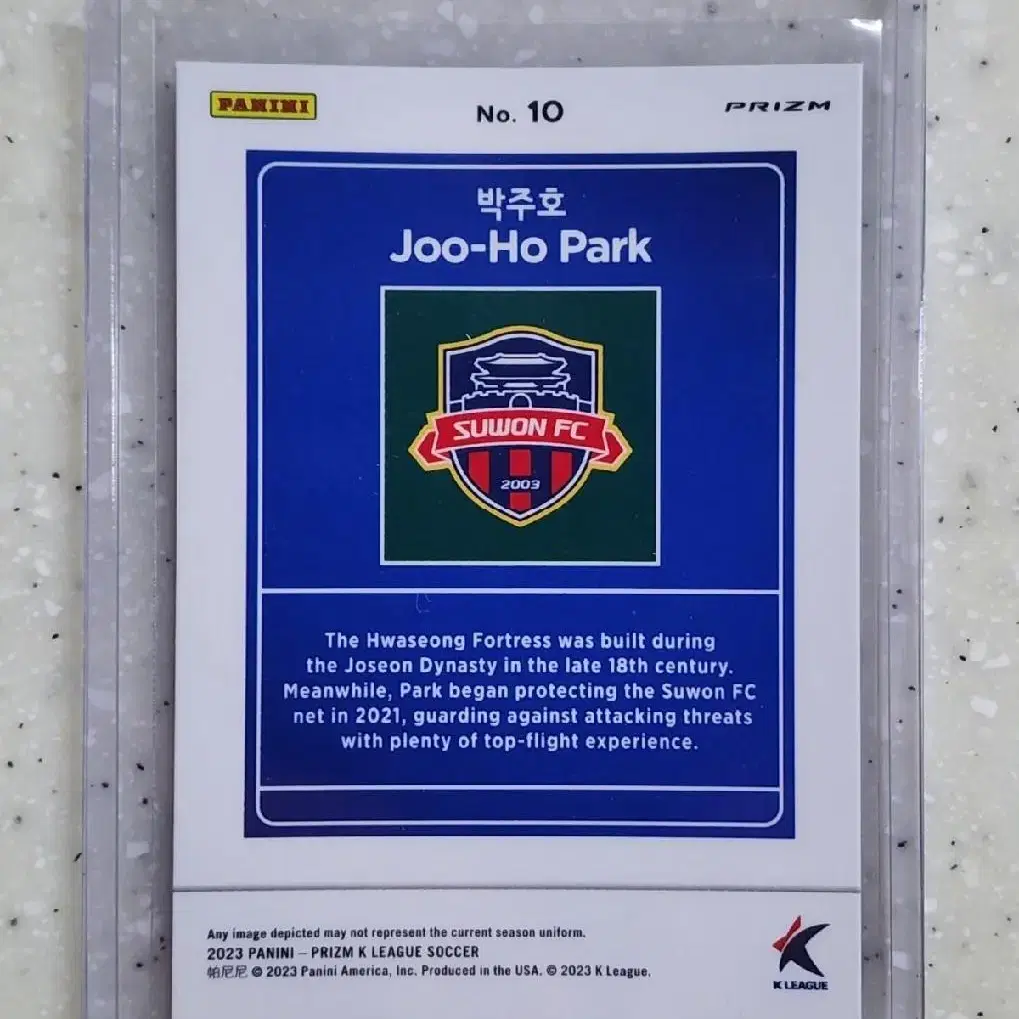 PANINI
No. 10
PRIZM
박주호
Joo-Ho Park
SUWON FC
2003
The Hwaseong Fortress was built during
the Joseon Dynasty in the late 18th century.
Meanwhile, Park began protecting the Suwon FC
net in 2021, guarding against attacking threats
with plenty of top-flight experience.
Any image depicted may not represent the current season uniform.
2023 PANINI – PRIZM K LEAGUE SOCCER
帕尼尼 © 2023 Panini America, Inc. Produced in the USA. © 2023 K League.
K LEAGUE